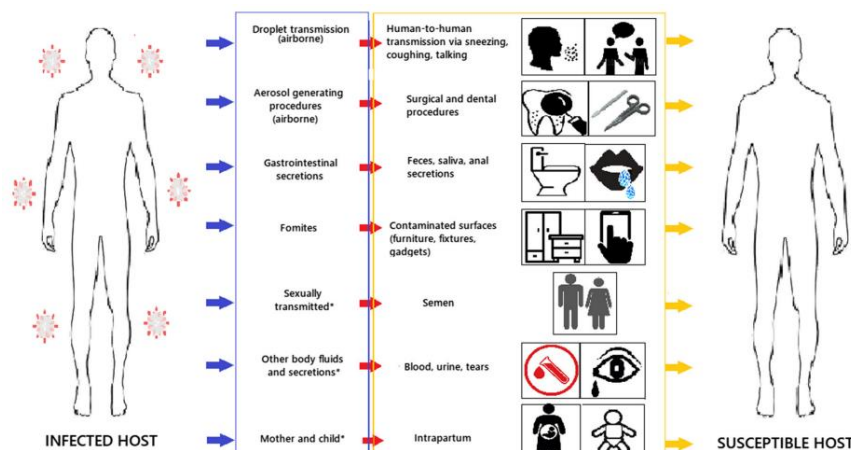 Droplet transmission
(airborne)
Human-to-human
transmission via sneezing,
coughing, talking
Aerosol generating
procedures
(airborne)
Surgical and dental
procedures
Gastrointestinal
secretions
Feces, saliva, anal
secretions
Fomites
Contaminated surfaces
(furniture, fixtures,
gadgets)
Sexually
transmitted*
Semen
Other body fluids
and secretions*
Blood, urine, tears
Mother and child*
Intrapartum
INFECTED HOST
SUSCEPTIBLE HOST